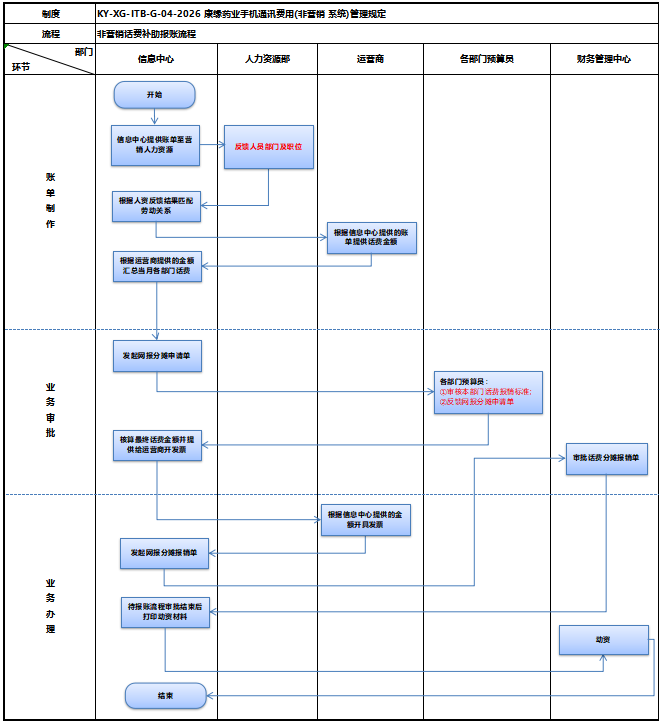 制度 KY-XG-ITB-G-04-2026 康缘药业手机通讯费用(非营销 系统)管理规定
流程 非营销话费补助报账流程
部门
环节
信息中心 人力资源部 运营商 各部门预算员 财务管理中心
账单制作
开始
信息中心提供账单至营
销人力资源
反馈人员部门及职位
根据人资反馈结果匹配
劳动关系
根据信息中心提供的账
单提供话费金额
根据运营商提供的金额
汇总当月各部门话费
业务审批
发起网报分摊申请单
各部门预算员:
①审核本部门话费报销标准;
②反馈网报分摊申请单
核算最终话费金额并提
供给运营商开发票
审批话费分摊报销单
业务办理
根据信息中心提供的金
额开具发票
发起网报分摊报销单
待报账流程审批结束后
打印动资材料
动资
结束